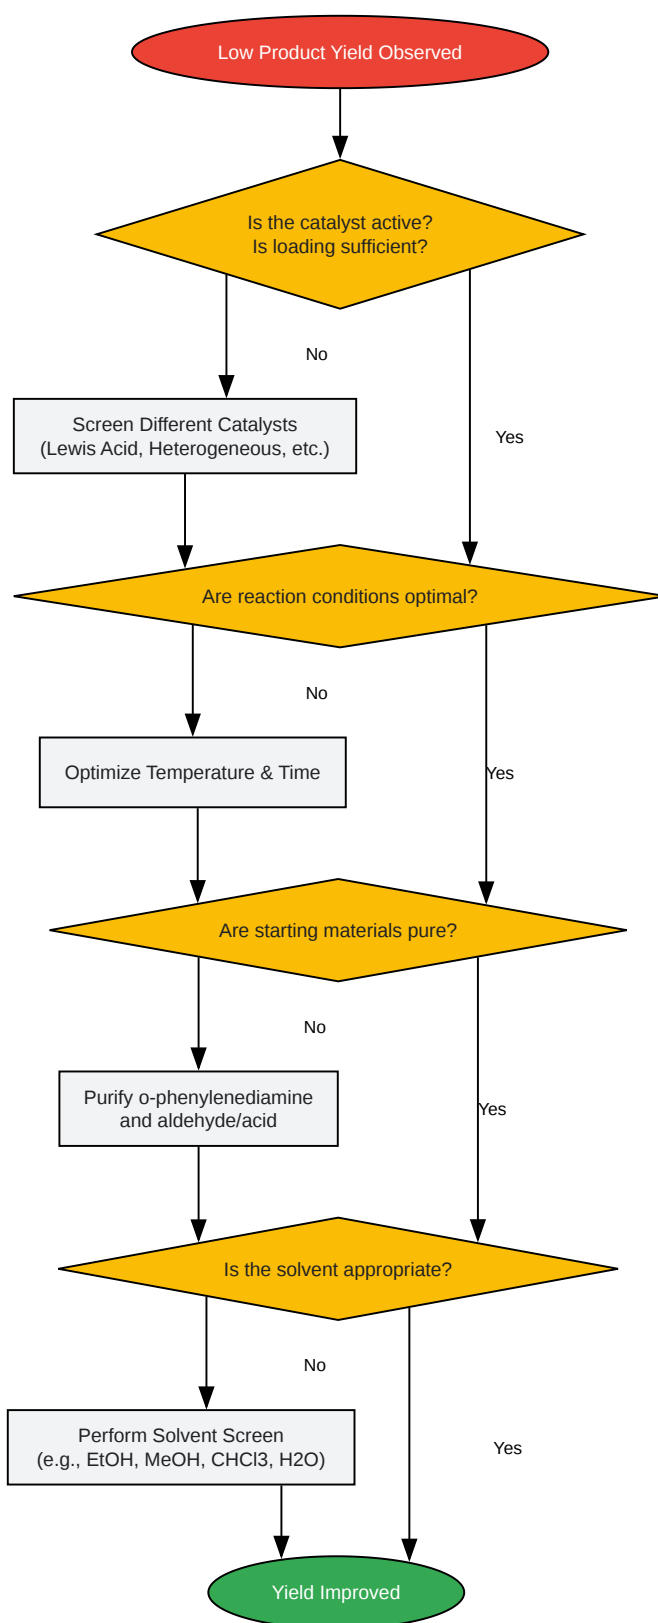 Low Product Yield Observed
Is the catalyst active?
Is loading sufficient?
No
Screen Different Catalysts
(Lewis Acid, Heterogeneous, etc.)
Yes
Are reaction conditions optimal?
No
Optimize Temperature & Time
Yes
Are starting materials pure?
No
Purify o-phenylenediamine
and aldehyde/acid
Yes
Is the solvent appropriate?
No
Perform Solvent Screen
(e.g., EtOH, MeOH, CHCl3, H2O)
Yes
Yield Improved